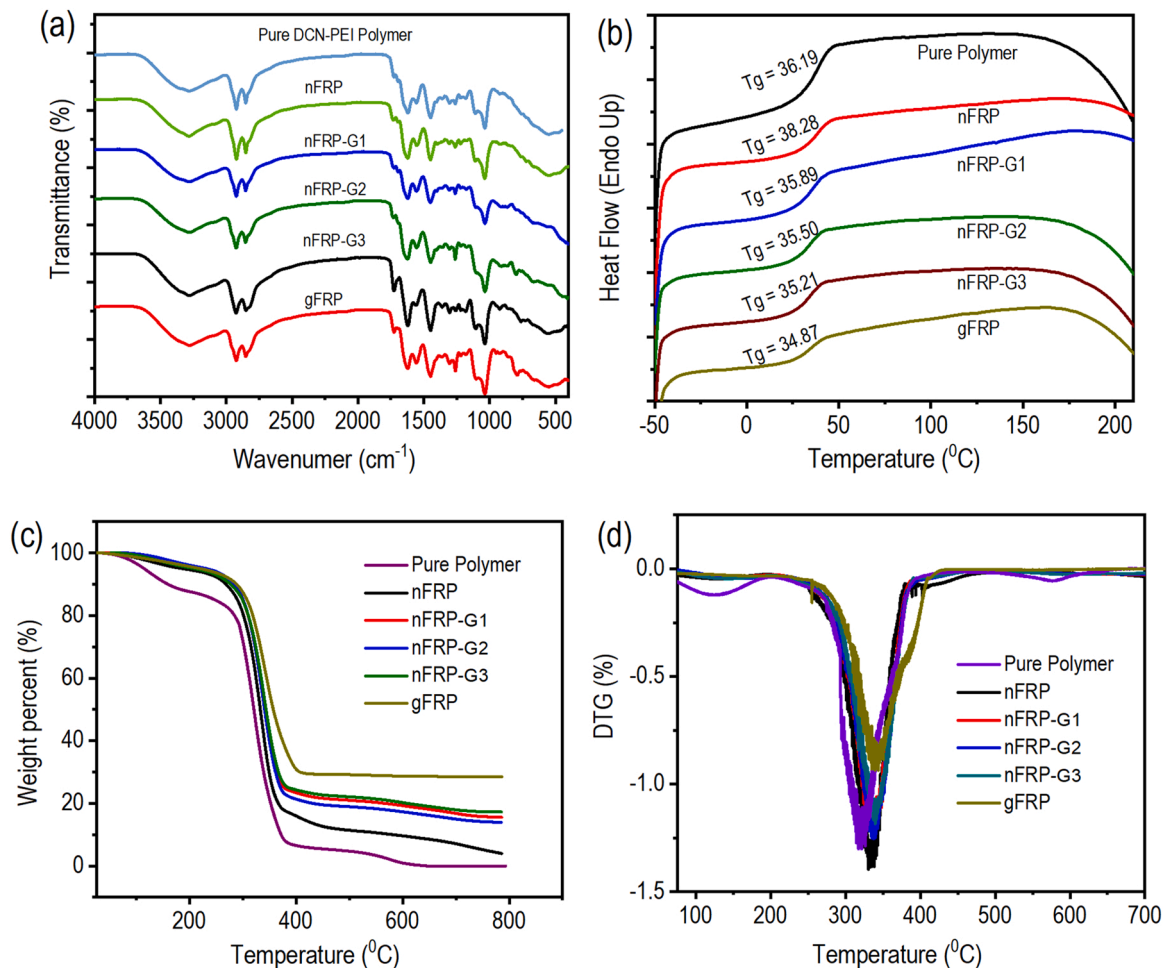 (a)
Pure DCN-PEI Polymer
nFRP
nFRP-G1
nFRP-G2
nFRP-G3
gFRP
Transmittance (%)
4000 3500 3000 2500 2000 1500 1000 500
Wavenumer (cm⁻¹)
(b)
Tg = 36.19
Pure Polymer
Tg = 38.28
nFRP
Tg = 35.89
nFRP-G1
Tg = 35.50
nFRP-G2
Tg = 35.21
nFRP-G3
Tg = 34.87
gFRP
Heat Flow (Endo Up)
-50 0 50 100 150 200
Temperature (⁰C)
(c)
100
80
60
40
20
0
Pure Polymer
nFRP
nFRP-G1
nFRP-G2
nFRP-G3
gFRP
Weight percent (%)
200 400 600 800
Temperature (⁰C)
(d)
0.0
-0.5
-1.0
-1.5
Pure Polymer
nFRP
nFRP-G1
nFRP-G2
nFRP-G3
gFRP
DTG (%)
100 200 300 400 500 600 700
Temperature (⁰C)